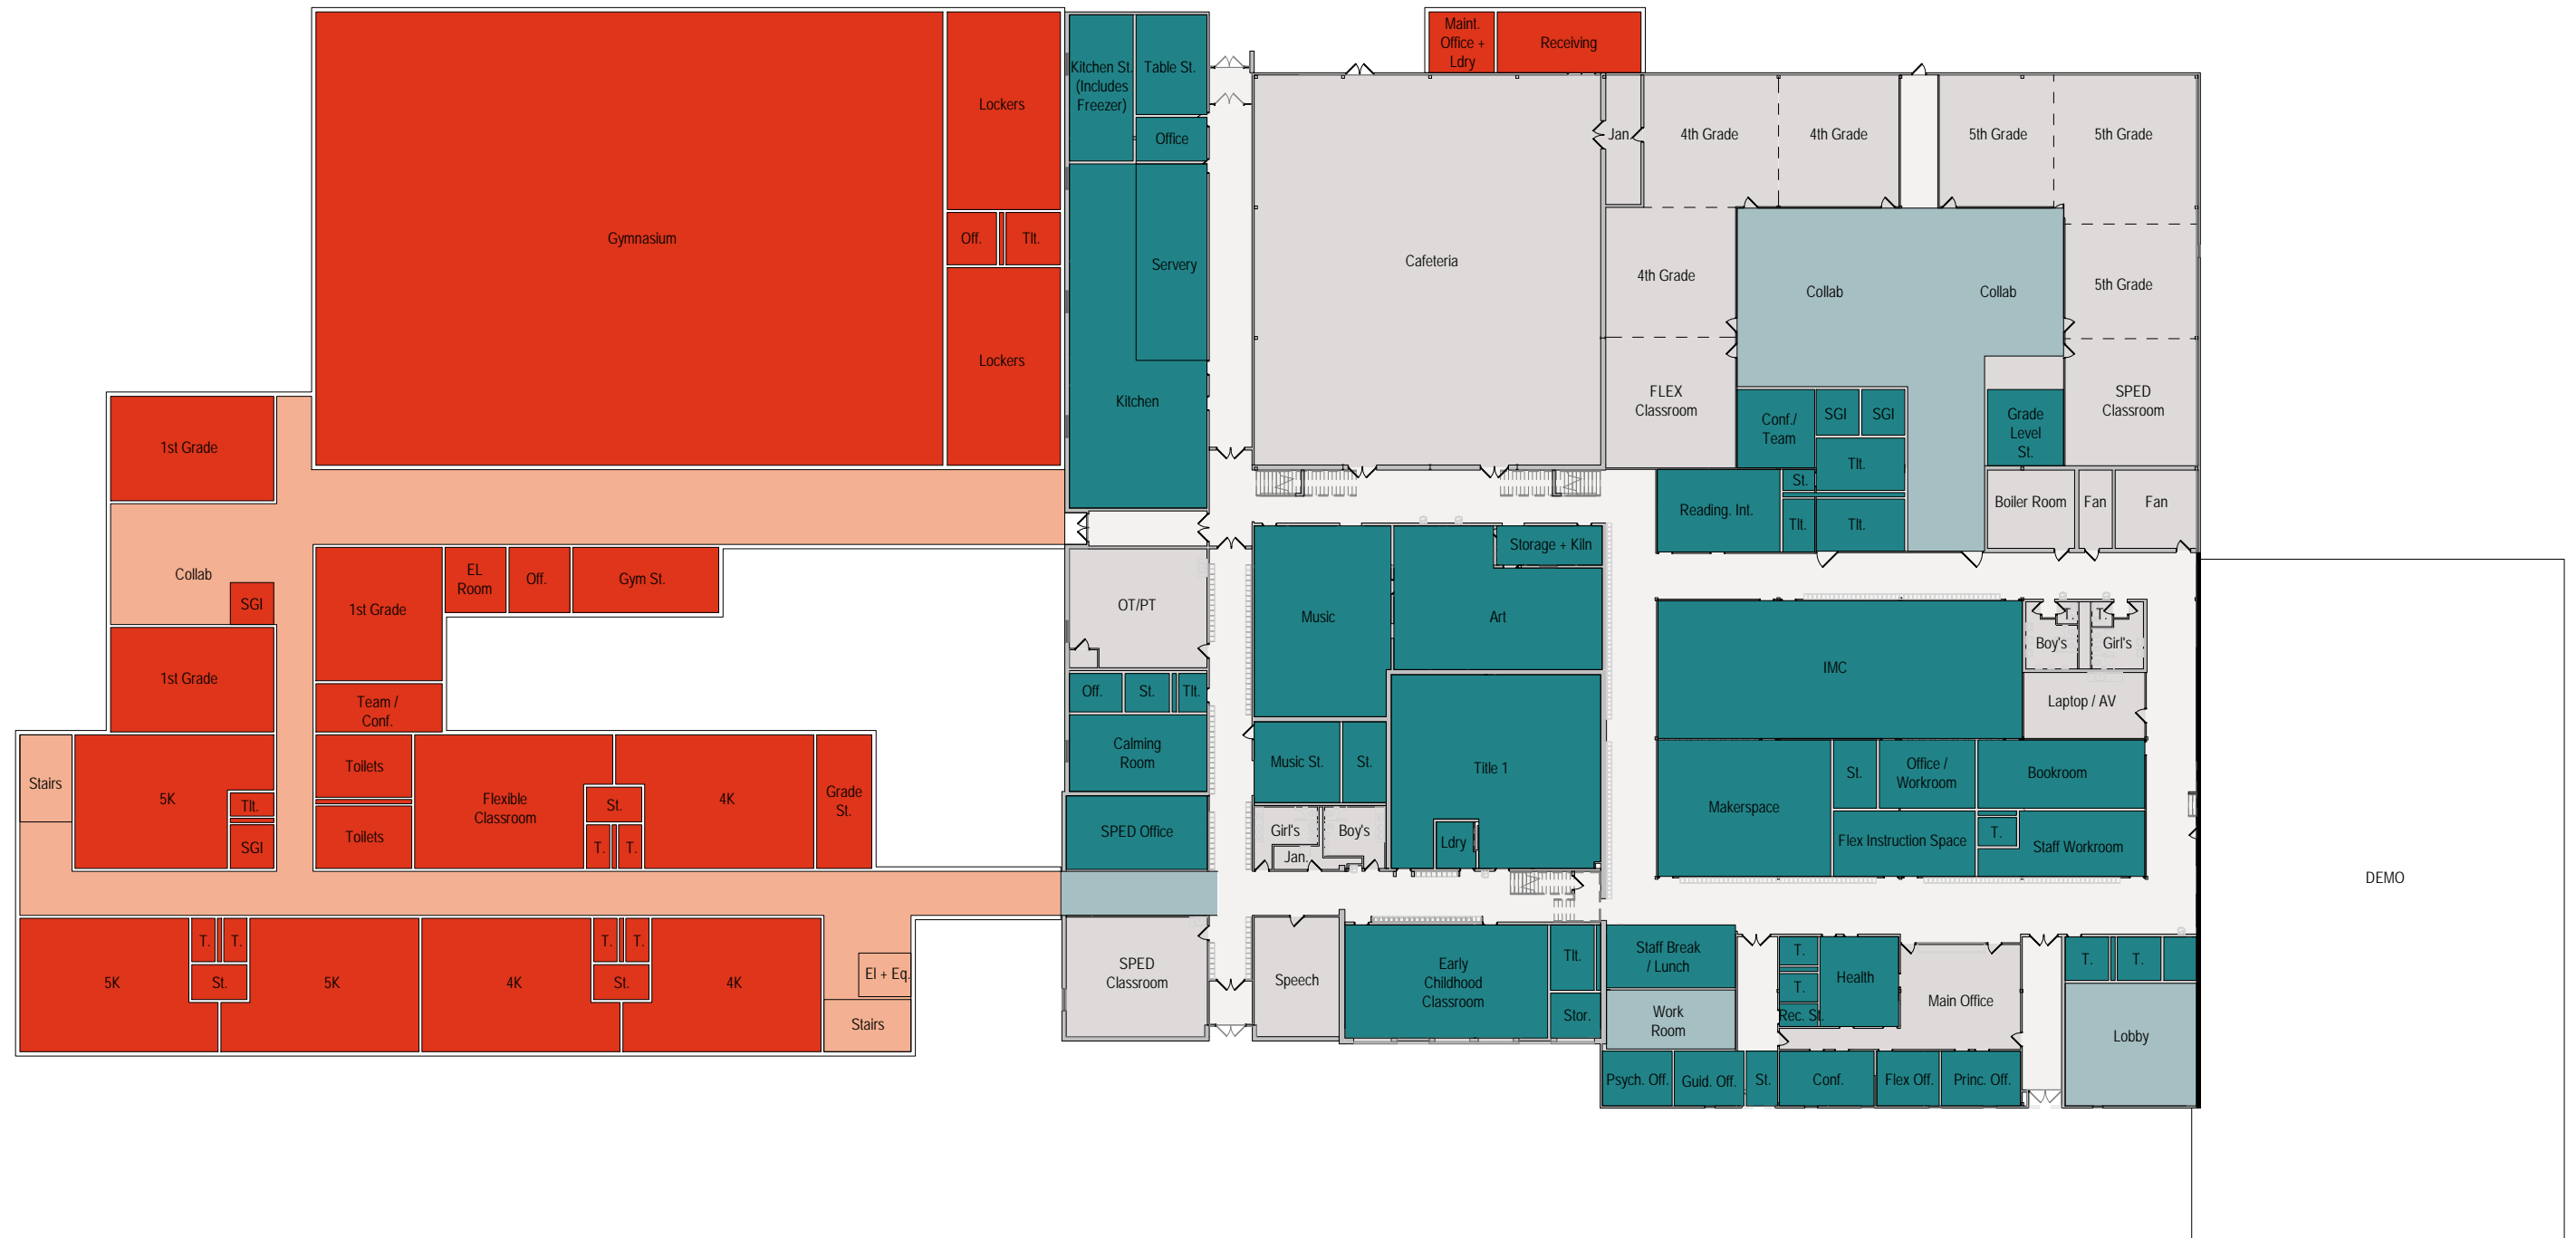 Maint.
Office +
Ldry
Receiving
Kitchen St.
(Includes
Freezer)
Table St.
Office
Lockers
Gymnasium
Off.
Tlt.
Lockers
Servery
Kitchen
Cafeteria
Jan.
4th Grade
4th Grade
5th Grade
5th Grade
4th Grade
Collab
Collab
5th Grade
FLEX
Classroom
SPED
Classroom
Conf./
Team
SGI
SGI
Grade
Level
St.
Tlt.
St.
Reading. Int.
Tlt.
Tlt.
Boiler Room
Fan
Fan
1st Grade
Collab
SGI
1st Grade
1st Grade
EL
Room
Off.
Gym St.
Team /
Conf.
OT/PT
Music
Art
Storage + Kiln
Off.
St.
Tlt.
Calming
Room
SPED Office
Music St.
St.
Title 1
Ldry
Girl's
Boy's
Jan.
IMC
T.
T.
Boy's
Girl's
Laptop / AV
Makerspace
St.
Office /
Workroom
Bookroom
Flex Instruction Space
T.
Staff Workroom
DEMO
Stairs
5K
Tlt.
SGI
Toilets
Toilets
Flexible
Classroom
St.
T.
T.
4K
Grade
St.
5K
T.
T.
St.
5K
4K
T.
T.
St.
4K
El + Eq.
Stairs
SPED
Classroom
Speech
Early
Childhood
Classroom
Tlt.
Stor.
Staff Break
/ Lunch
Work
Room
T.
T.
Rec. St.
Health
Main Office
T.
T.
Lobby
Psych. Off.
Guid. Off.
St.
Conf.
Flex Off.
Princ. Off.